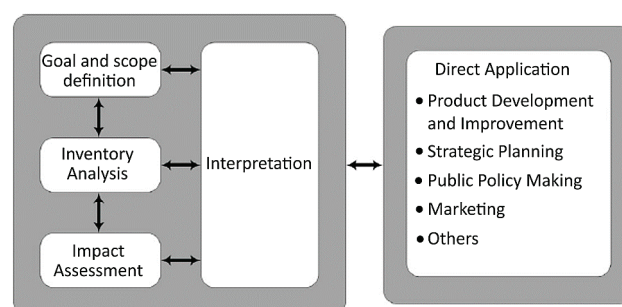 Goal and scope
definition
Inventory
Analysis
Impact
Assessment
Interpretation
Direct Application
• Product Development
and Improvement
• Strategic Planning
• Public Policy Making
• Marketing
• Others